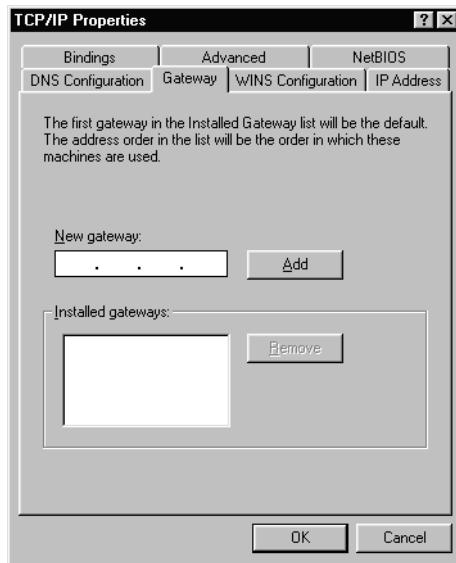 TCP/IP Properties
Bindings Advanced NetBIOS
DNS Configuration Gateway WINS Configuration IP Address
The first gateway in the Installed Gateway list will be the default.
The address order in the list will be the order in which these
machines are used.
New gateway:
. . . Add
Installed gateways:
Remove
OK Cancel